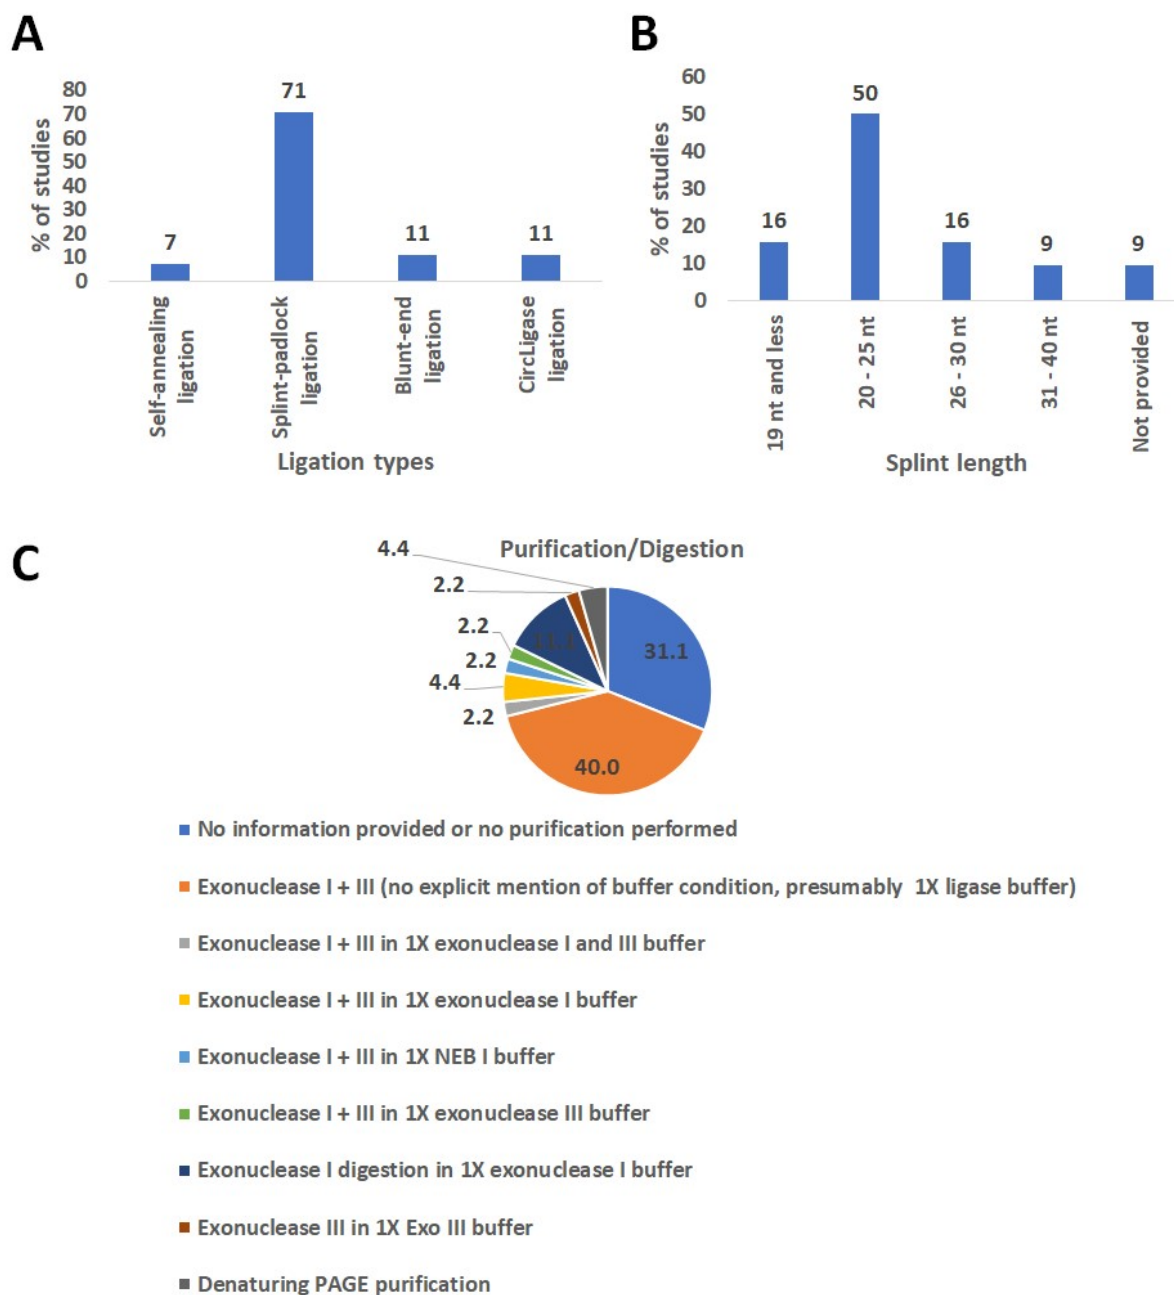 A
% of studies
80
70
60
50
40
30
20
10
0
7
71
11
11
Self-annealing
ligation
Splint-padlock
ligation
Blunt-end
ligation
CircLigase
ligation
Ligation types
B
% of studies
60
50
40
30
20
10
0
16
50
16
9
9
19 nt and less
20 - 25 nt
26 - 30 nt
31 - 40 nt
Not provided
Splint length
C
Purification/Digestion
4.4
2.2
2.2
2.2
4.4
2.2
11.1
31.1
40.0
No information provided or no purification performed
Exonuclease I + III (no explicit mention of buffer condition, presumably 1X ligase buffer)
Exonuclease I + III in 1X exonuclease I and III buffer
Exonuclease I + III in 1X exonuclease I buffer
Exonuclease I + III in 1X NEB I buffer
Exonuclease I + III in 1X exonuclease III buffer
Exonuclease I digestion in 1X exonuclease I buffer
Exonuclease III in 1X Exo III buffer
Denaturing PAGE purification